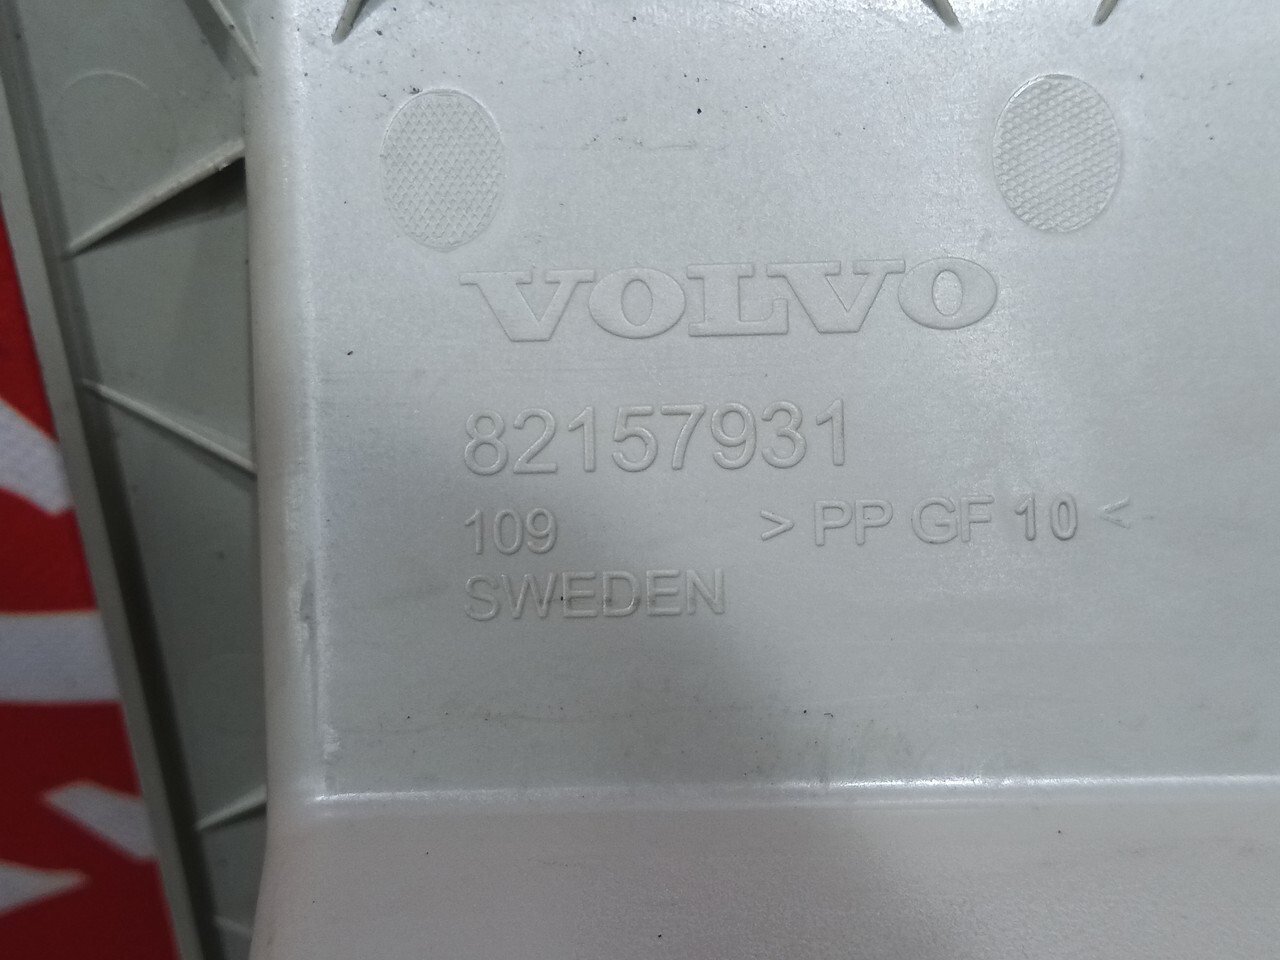 VOLVO
82157931
109 > PP GF 10 <
SWEDEN